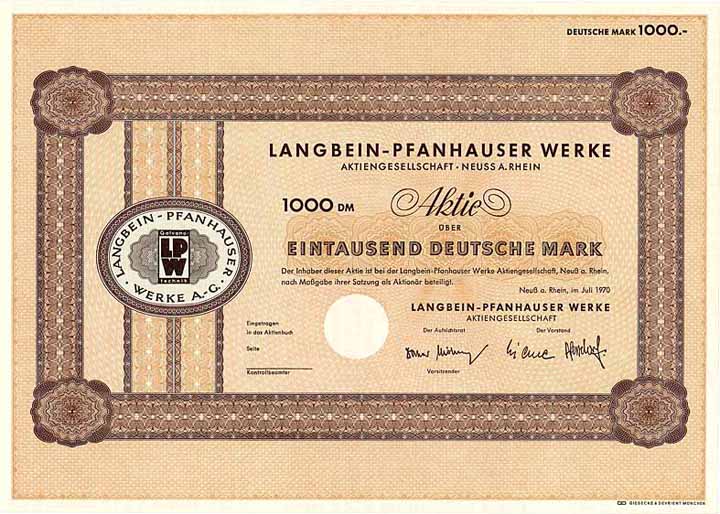 DEUTSCHE MARK 1000.-
LANGBEIN-PFANHAUSER WERKE
AKTIENGESELLSCHAFT · NEUSS A. RHEIN
1000 DM Aktie
ÜBER
EINTAUSEND DEUTSCHE MARK
Der Inhaber dieser Aktie ist bei der Langbein-Pfanhauser Werke Aktiengesellschaft, Neuß a. Rhein,
nach Maßgabe ihrer Satzung als Aktionär beteiligt.
Neuß a. Rhein, im Juli 1970
LANGBEIN-PFANHAUSER WERKE
AKTIENGESELLSCHAFT
Der Aufsichtsrat Der Vorstand
Vorsitzender
Eingetragen
in das Aktienbuch
Seite
Kontrollbeamter
LANGBEIN-PFANHAUSER
WERKE A.-G.
Galvano
LPW
technik
GIESECKE & DEVRIENT MÜNCHEN